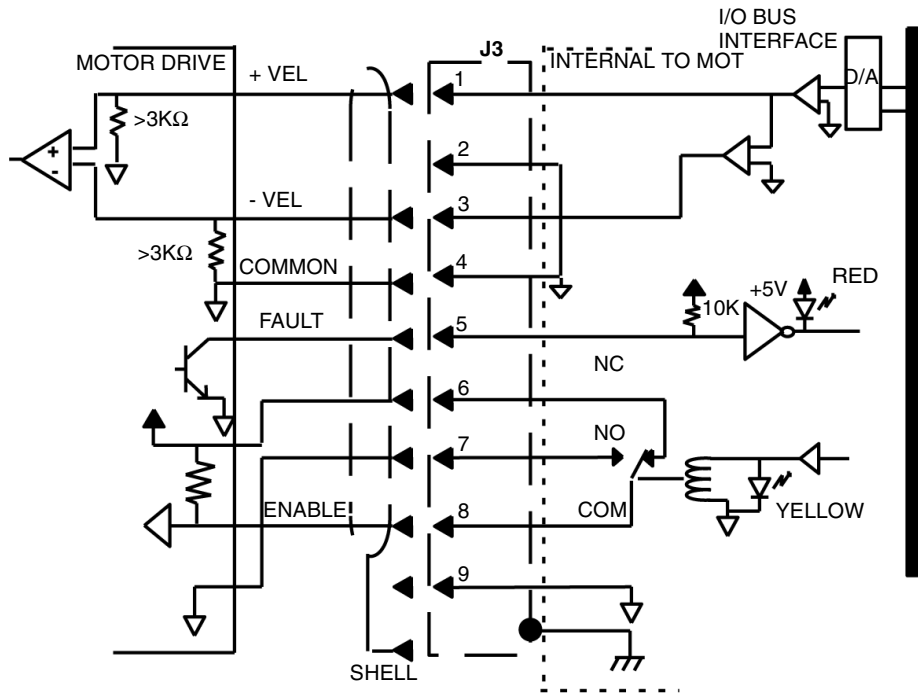 I/O BUS
INTERFACE
J3
MOTOR DRIVE
INTERNAL TO MOT
D/A
+ VEL
1
>3KΩ
+
-
2
- VEL
3
>3KΩ
COMMON
4
+5V
RED
10K
FAULT
5
NC
6
NO
7
ENABLE
8
COM
YELLOW
9
SHELL